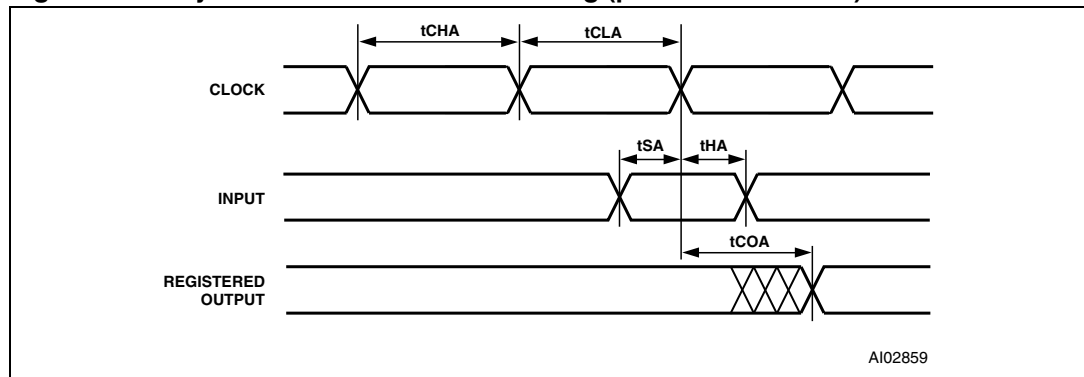 tCHA tCLA
CLOCK
tSA tHA
INPUT
tCOA
REGISTERED
OUTPUT
AI02859